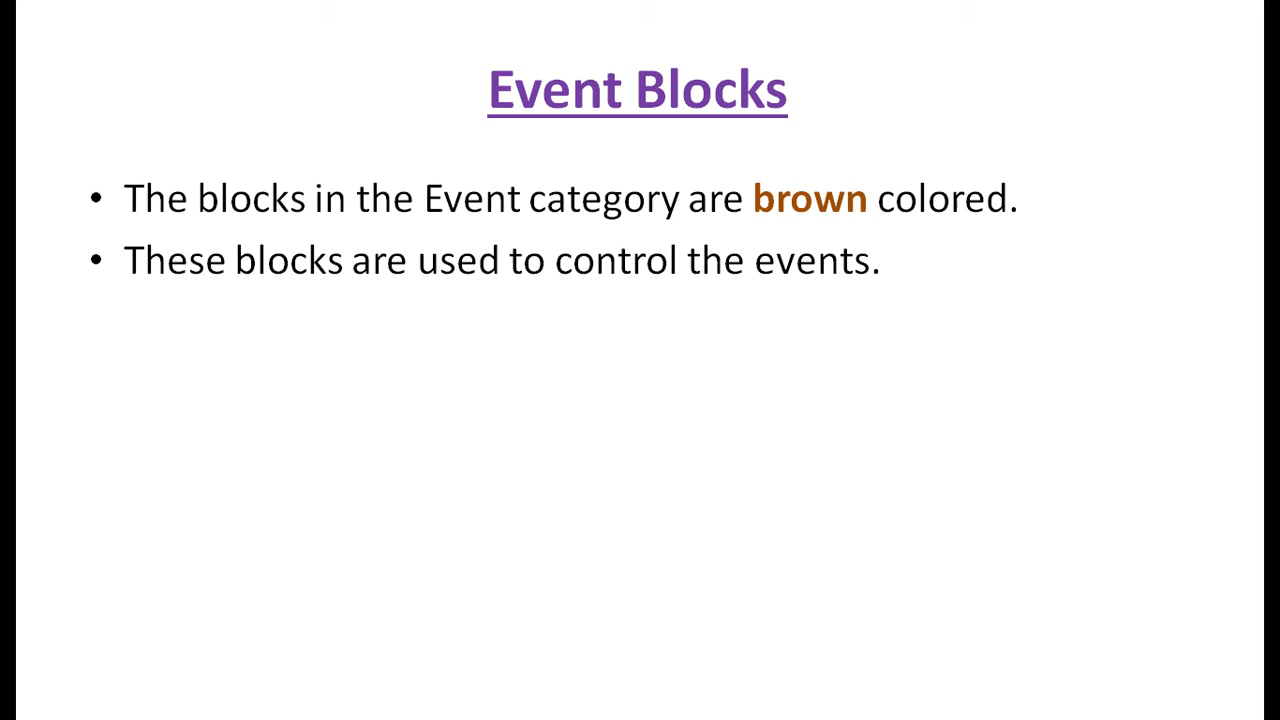 Event Blocks
• The blocks in the Event category are brown colored.
• These blocks are used to control the events.